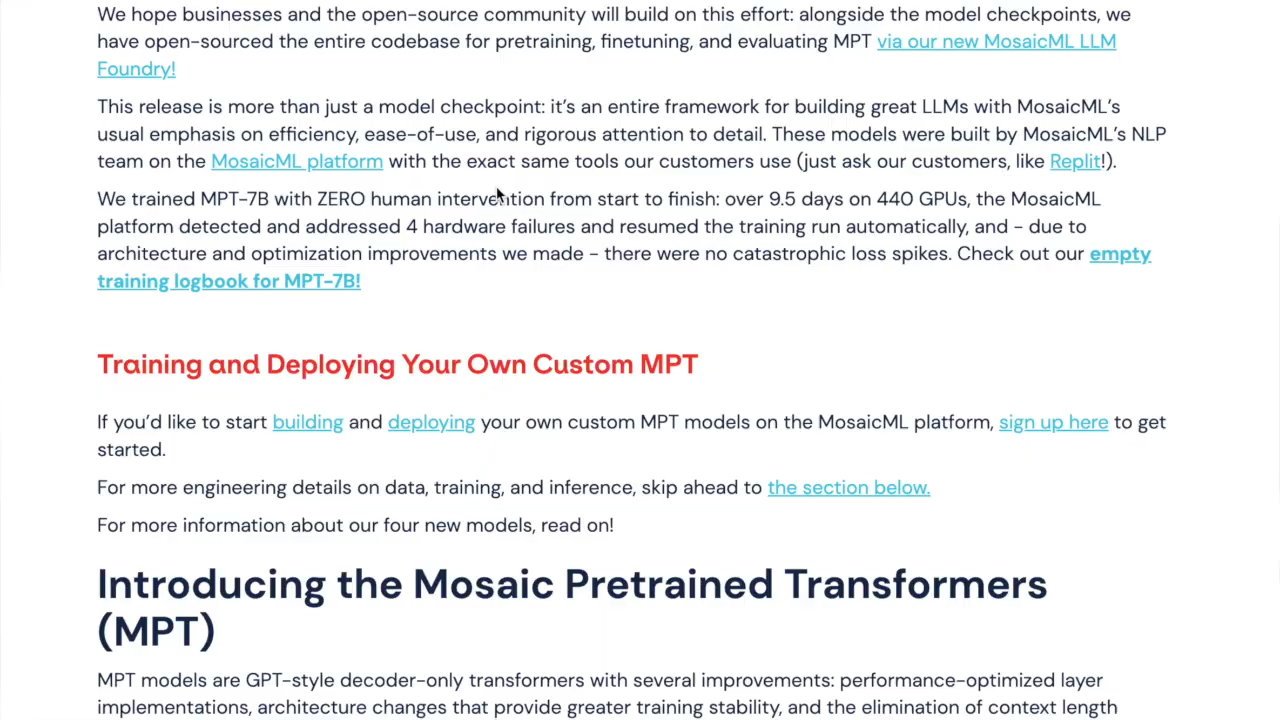 We hope businesses and the open-source community will build on this effort: alongside the model checkpoints, we
have open-sourced the entire codebase for pretraining, finetuning, and evaluating MPT via our new MosaicML LLM
Foundry!
This release is more than just a model checkpoint: it’s an entire framework for building great LLMs with MosaicML’s
usual emphasis on efficiency, ease-of-use, and rigorous attention to detail. These models were built by MosaicML’s NLP
team on the MosaicML platform with the exact same tools our customers use (just ask our customers, like Replit!).
We trained MPT-7B with ZERO human intervention from start to finish: over 9.5 days on 440 GPUs, the MosaicML
platform detected and addressed 4 hardware failures and resumed the training run automatically, and - due to
architecture and optimization improvements we made - there were no catastrophic loss spikes. Check out our empty
training logbook for MPT-7B!
Training and Deploying Your Own Custom MPT
If you’d like to start building and deploying your own custom MPT models on the MosaicML platform, sign up here to get
started.
For more engineering details on data, training, and inference, skip ahead to the section below.
For more information about our four new models, read on!
Introducing the Mosaic Pretrained Transformers
(MPT)
MPT models are GPT-style decoder-only transformers with several improvements: performance-optimized layer
implementations, architecture changes that provide greater training stability, and the elimination of context length